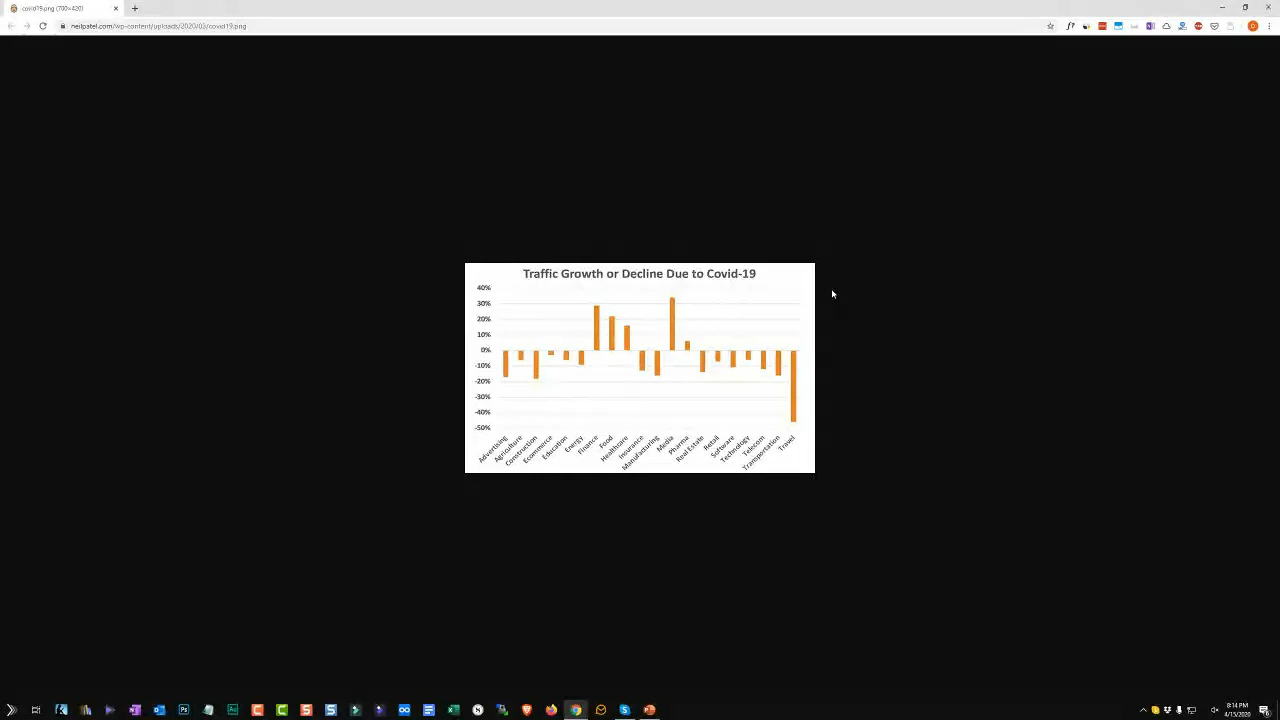 covid19.png (700×420)
neilpatel.com/wp-content/uploads/2020/03/covid19.png
Traffic Growth or Decline Due to Covid-19
40%
30%
20%
10%
0%
-10%
-20%
-30%
-40%
-50%
Advertising
Agriculture
Construction
Ecommerce
Education
Energy
Finance
Food
Healthcare
Insurance
Manufacturing
Media
Pharma
Real Estate
Retail
Software
Technology
Telecom
Transportation
Travel
8:14 PM
4/15/2020